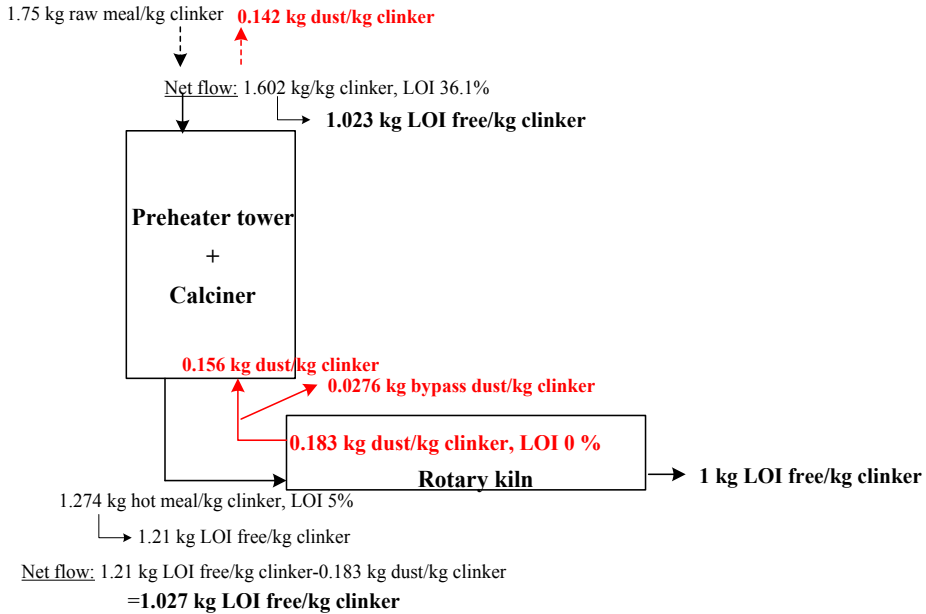 1.75 kg raw meal/kg clinker
0.142 kg dust/kg clinker
Net flow: 1.602 kg/kg clinker, LOI 36.1%
1.023 kg LOI free/kg clinker
Preheater tower
+
Calciner
0.156 kg dust/kg clinker
0.0276 kg bypass dust/kg clinker
0.183 kg dust/kg clinker, LOI 0 %
Rotary kiln
1 kg LOI free/kg clinker
1.274 kg hot meal/kg clinker, LOI 5%
1.21 kg LOI free/kg clinker
Net flow: 1.21 kg LOI free/kg clinker-0.183 kg dust/kg clinker
=1.027 kg LOI free/kg clinker